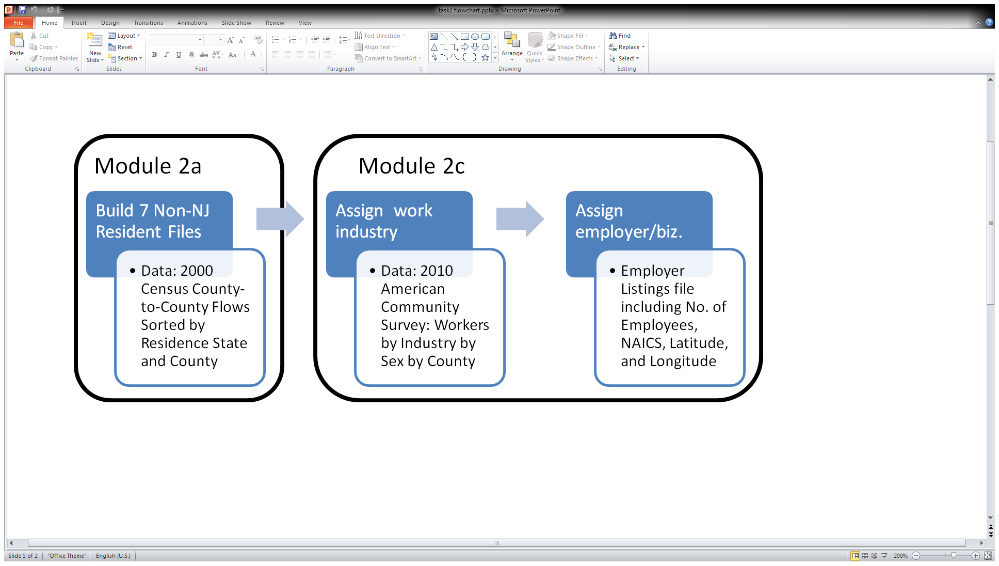 task2 flowchart.pptx - Microsoft PowerPoint
File Home Insert Design Transitions Animations Slide Show Review View
Paste
Cut
Copy
Format Painter
Clipboard
New Slide
Layout
Reset
Section
Slides
B I U S abc AV Aa A
Font
Text Direction
Align Text
Convert to SmartArt
Paragraph
Arrange
Quick Styles
Shape Fill
Shape Outline
Shape Effects
Drawing
Find
Replace
Select
Editing
Module 2a
Build 7 Non-NJ
Resident Files
• Data: 2000
Census County-
to-County Flows
Sorted by
Residence State
and County
Module 2c
Assign work
industry
• Data: 2010
American
Community
Survey: Workers
by Industry by
Sex by County
Assign
employer/biz.
• Employer
Listings file
including No. of
Employees,
NAICS, Latitude,
and Longitude
Slide 1 of 2 "Office Theme" English (U.S.) 200%